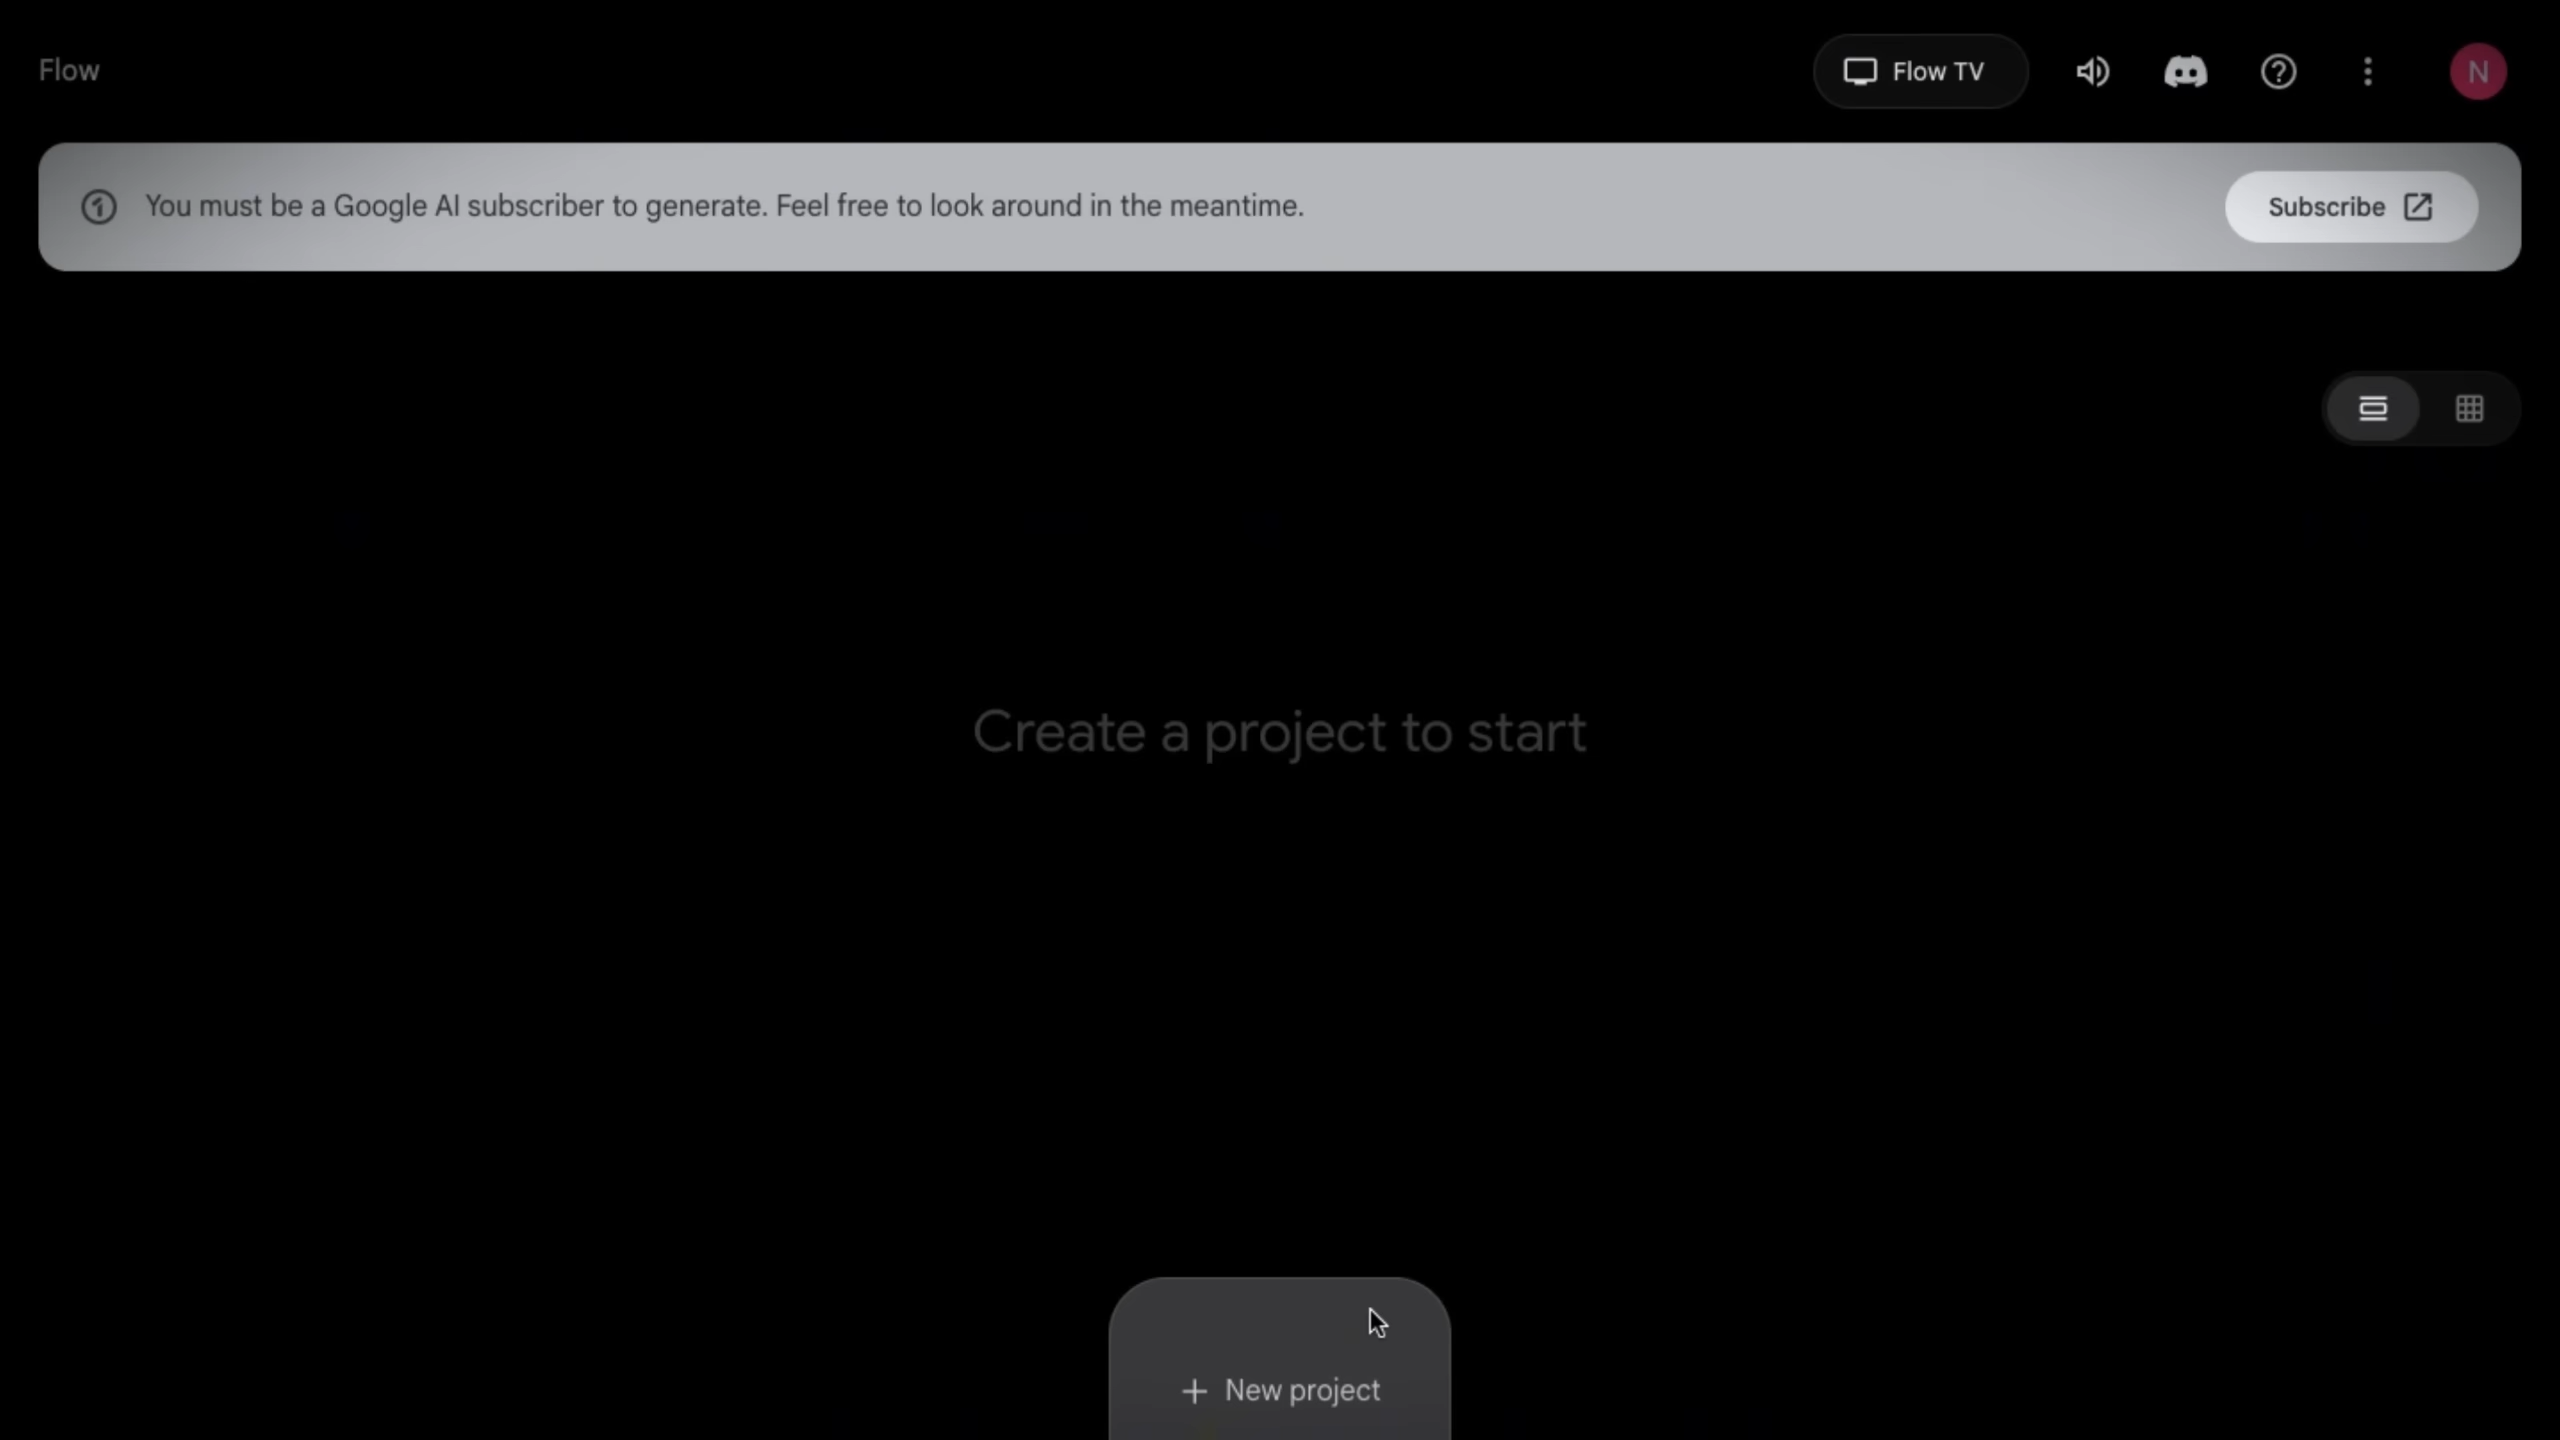 Flow
Flow TV
N
You must be a Google AI subscriber to generate. Feel free to look around in the meantime.
Subscribe
Create a project to start
+ New project